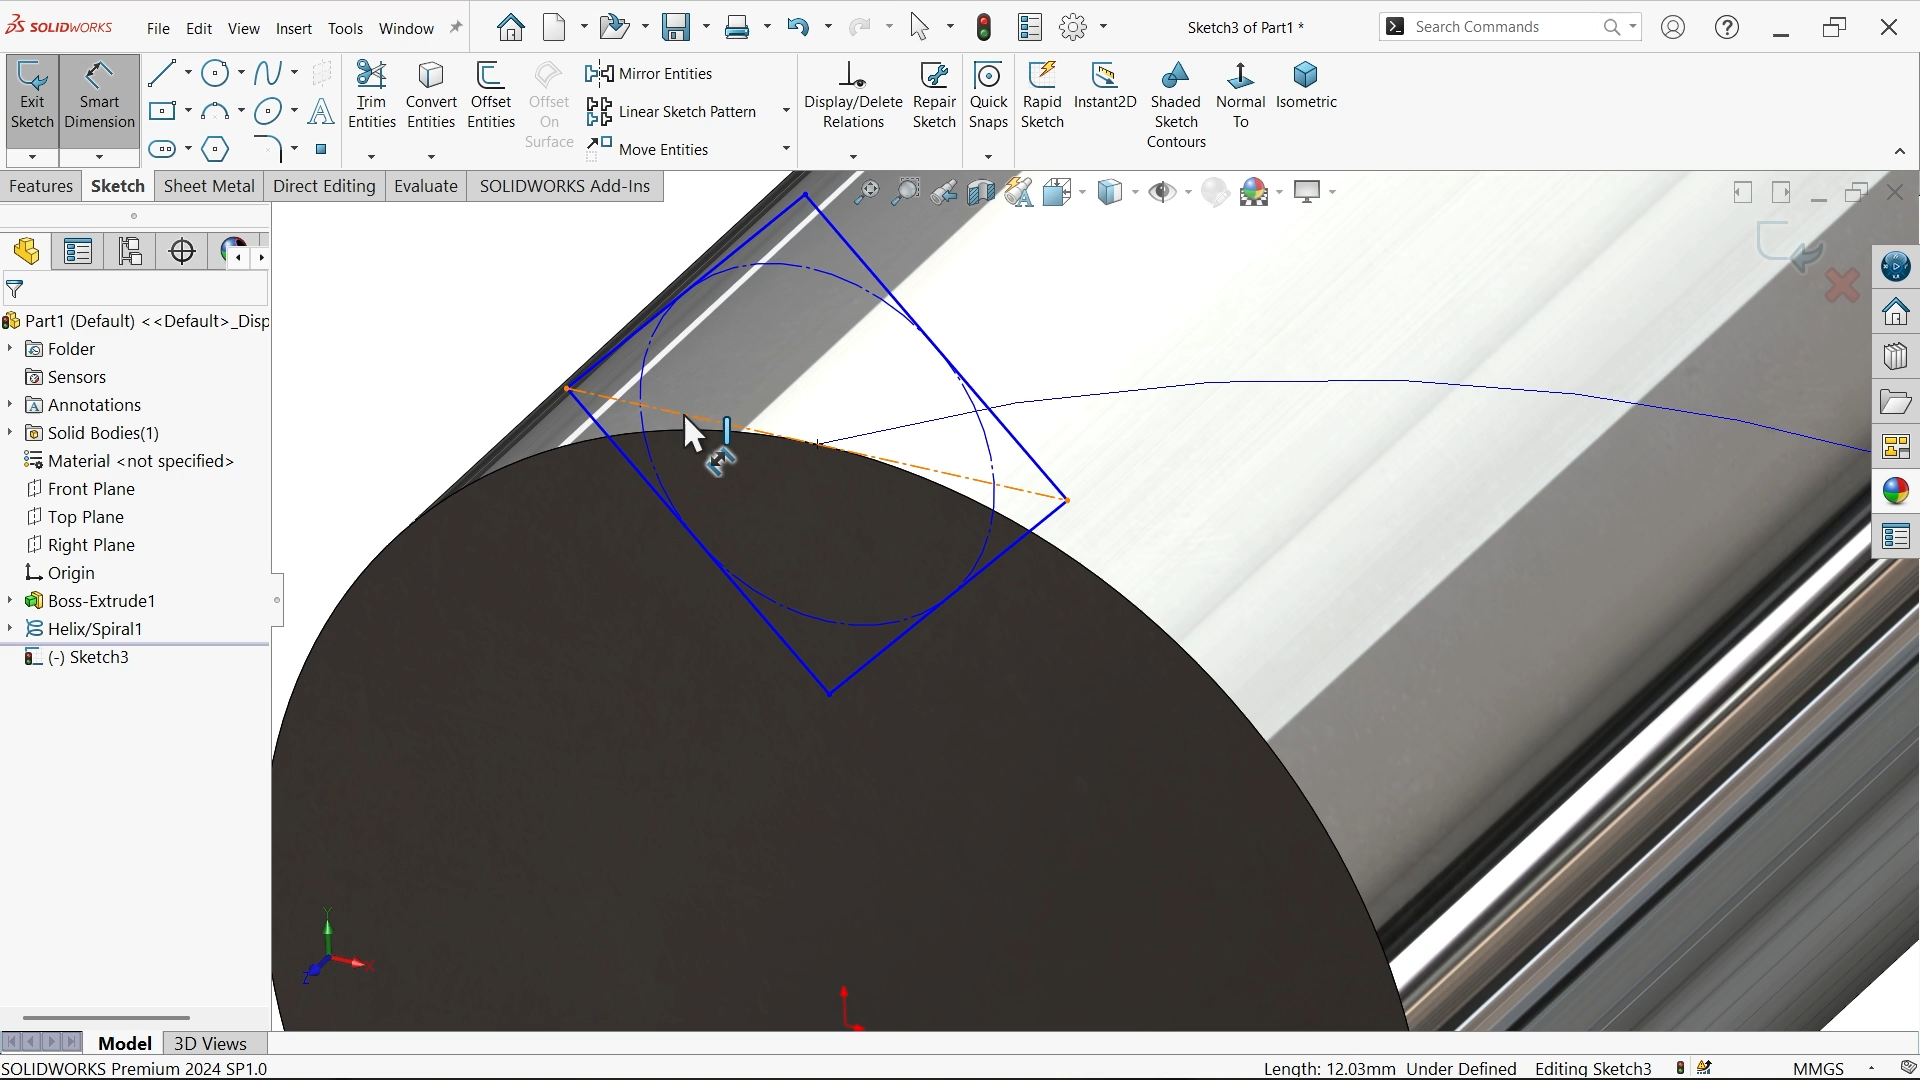 SOLIDWORKS File Edit View Insert Tools Window Sketch3 of Part1 * Search Commands
Exit Sketch
Smart Dimension
Trim Entities
Convert Entities
Offset Entities
Offset On Surface
Mirror Entities
Linear Sketch Pattern
Move Entities
Display/Delete Relations
Repair Sketch
Quick Snaps
Rapid Sketch
Instant2D
Shaded Sketch Contours
Normal To
Isometric
Features Sketch Sheet Metal Direct Editing Evaluate SOLIDWORKS Add-Ins
Part1 (Default) <<Default>_Disp
Folder
Sensors
Annotations
Solid Bodies(1)
Material <not specified>
Front Plane
Top Plane
Right Plane
Origin
Boss-Extrude1
Helix/Spiral1
(-) Sketch3
Y
X
Z
Model 3D Views
SOLIDWORKS Premium 2024 SP1.0 Length: 12.03mm Under Defined Editing Sketch3 MMGS